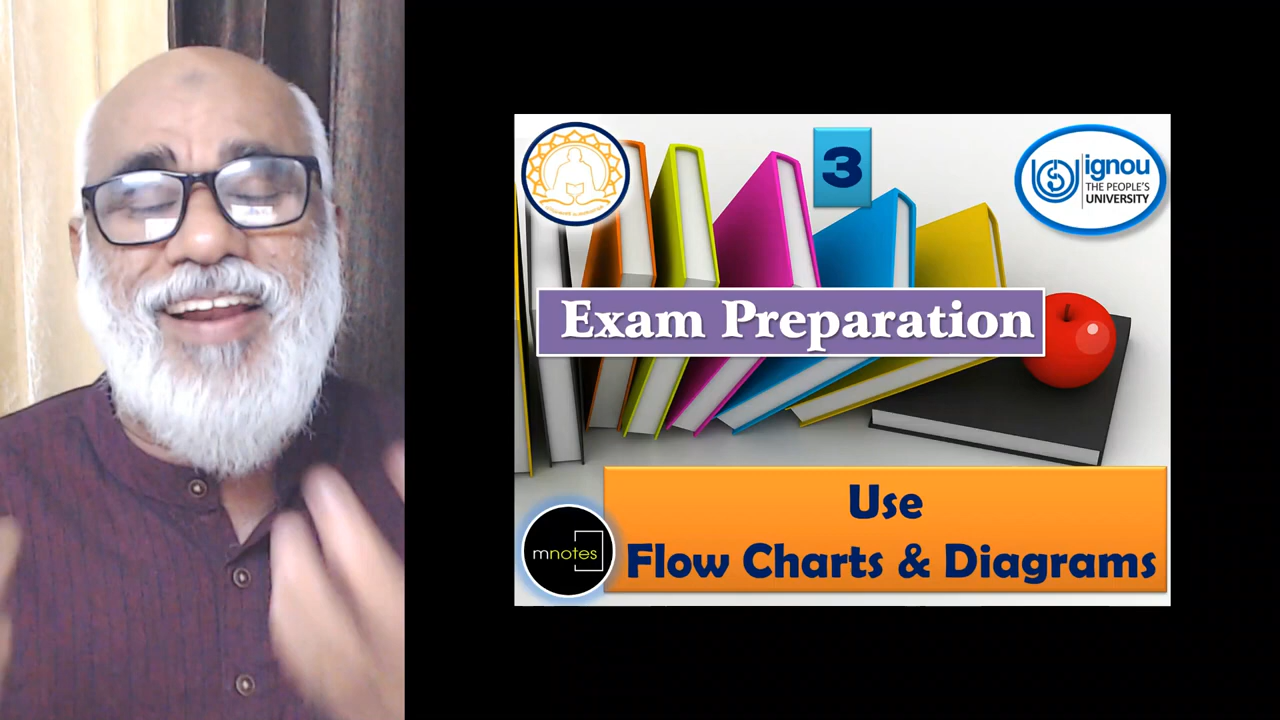 3
ignou
THE PEOPLE'S
UNIVERSITY
Exam Preparation
Use
Flow Charts & Diagrams
mnotes